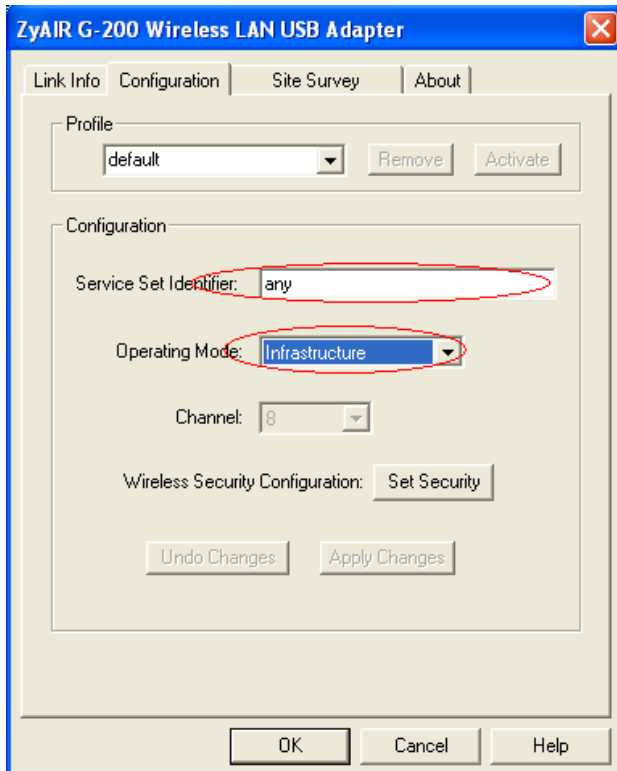 ZyAIR G-200 Wireless LAN USB Adapter
Link Info Configuration Site Survey About
Profile
default Remove Activate
Configuration
Service Set Identifier: any
Operating Mode: Infrastructure
Channel: 8
Wireless Security Configuration: Set Security
Undo Changes Apply Changes
OK Cancel Help